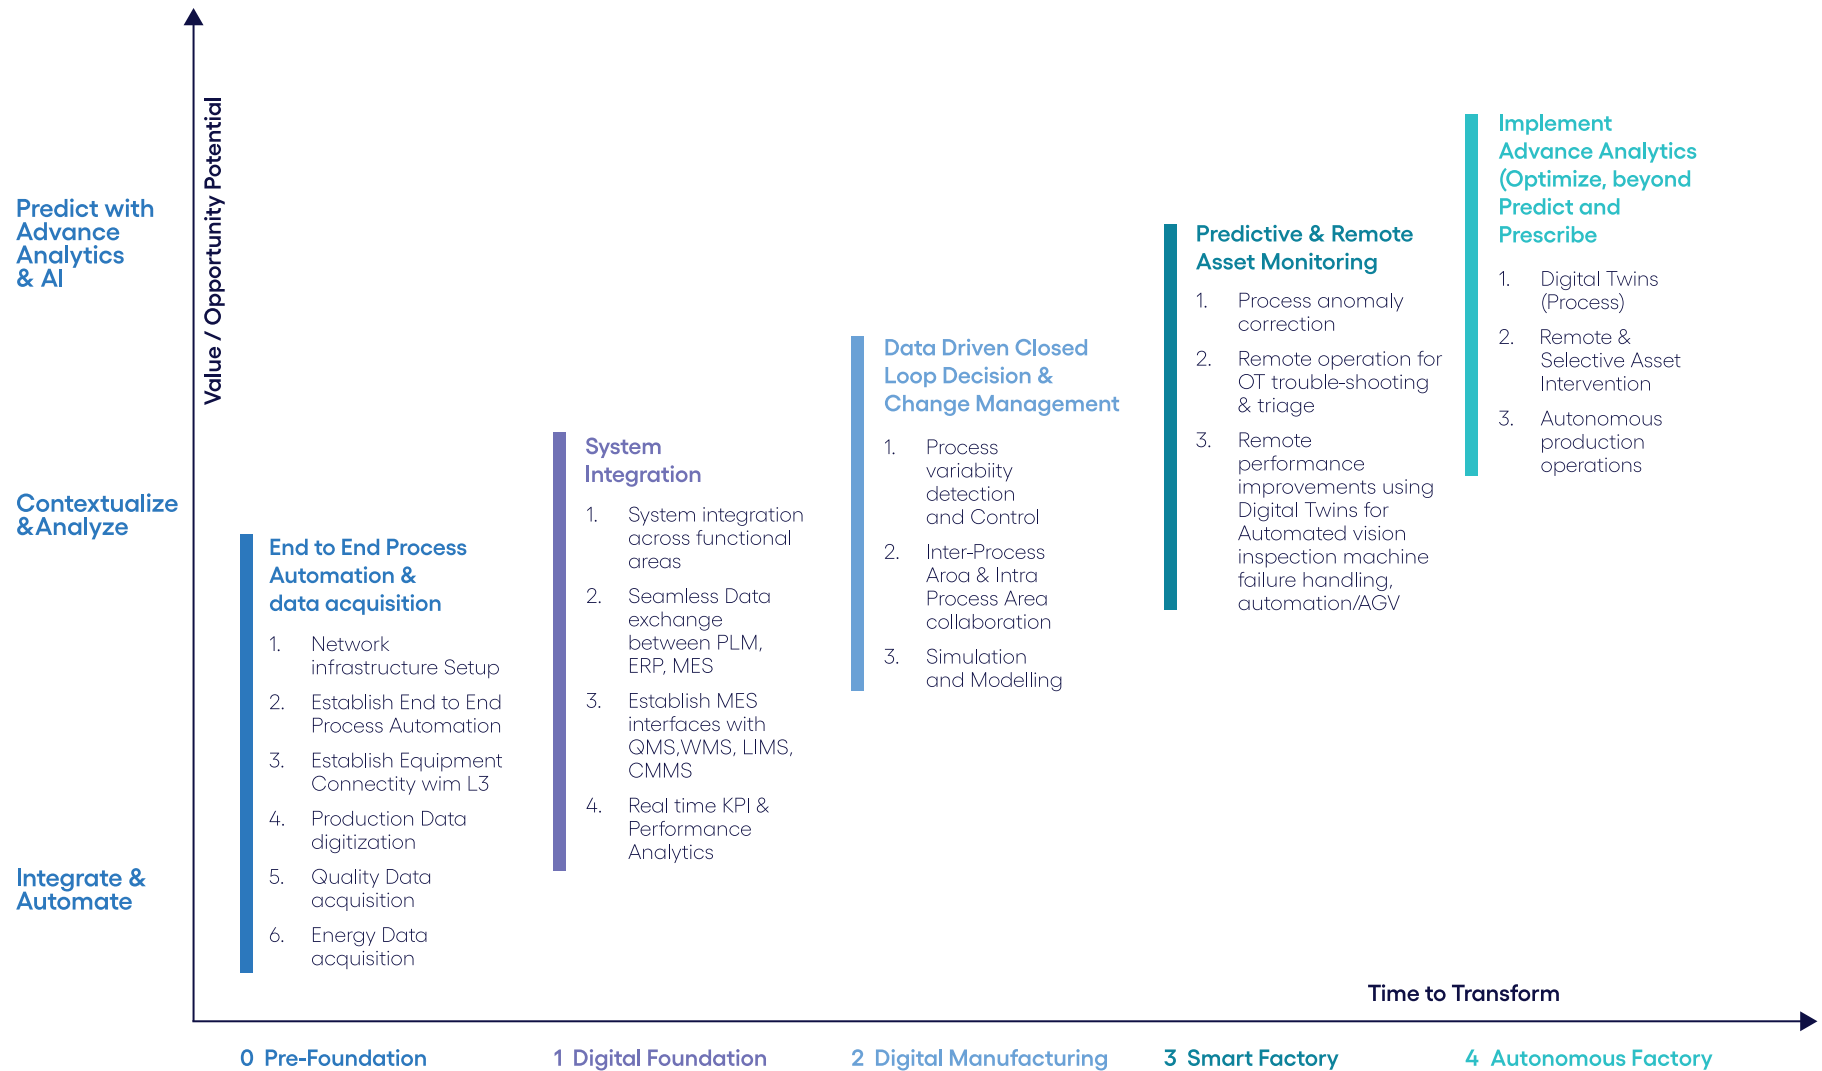 Value / Opportunity Potential
Predict with
Advance
Analytics
& AI
Contextualize
&Analyze
Integrate &
Automate
End to End Process
Automation &
data acquisition
1. Network
infrastructure Setup
2. Establish End to End
Process Automation
3. Establish Equipment
Connectity wim L3
4. Production Data
digitization
5. Quality Data
acquisition
6. Energy Data
acquisition
System
Integration
1. System integration
across functional
areas
2. Seamless Data
exchange
between PLM,
ERP, MES
3. Establish MES
interfaces with
QMS,WMS, LIMS,
CMMS
4. Real time KPI &
Performance
Analytics
Data Driven Closed
Loop Decision &
Change Management
1. Process
variabiity
detection
and Control
2. Inter-Process
Aroa & Intra
Process Area
collaboration
3. Simulation
and Modelling
Predictive & Remote
Asset Monitoring
1. Process anomaly
correction
2. Remote operation for
OT trouble-shooting
& triage
3. Remote
performance
improvements using
Digital Twins for
Automated vision
inspection machine
failure handling,
automation/AGV
Implement
Advance Analytics
(Optimize, beyond
Predict and
Prescribe
1. Digital Twins
(Process)
2. Remote &
Selective Asset
Intervention
3. Autonomous
production
operations
Time to Transform
0 Pre-Foundation
1 Digital Foundation
2 Digital Manufacturing
3 Smart Factory
4 Autonomous Factory